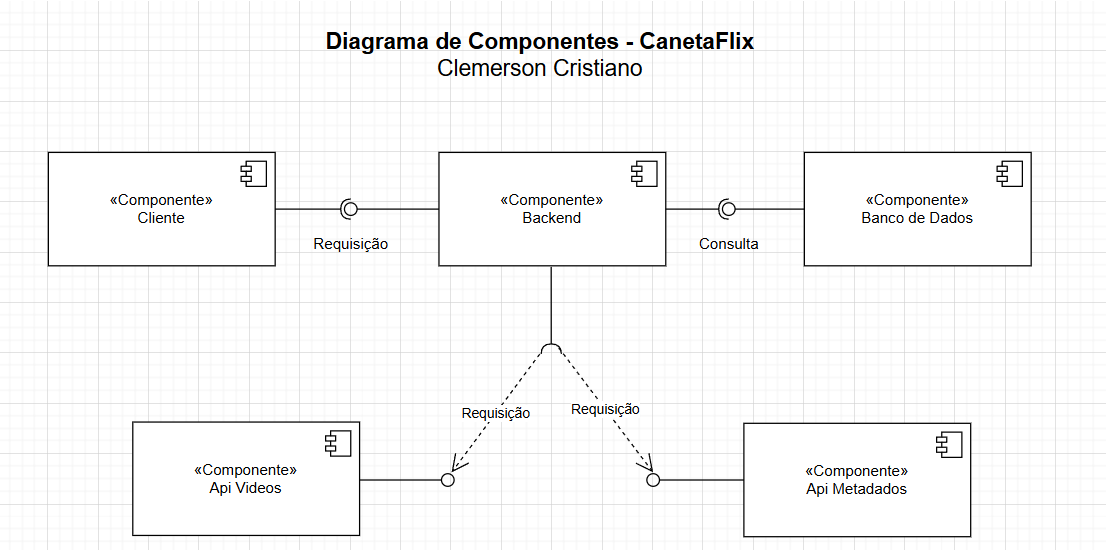 Diagrama de Componentes - CanetaFlix
Clemerson Cristiano
«Componente»
Cliente
Requisição
«Componente»
Backend
Consulta
«Componente»
Banco de Dados
Requisição
Requisição
«Componente»
Api Videos
«Componente»
Api Metadados